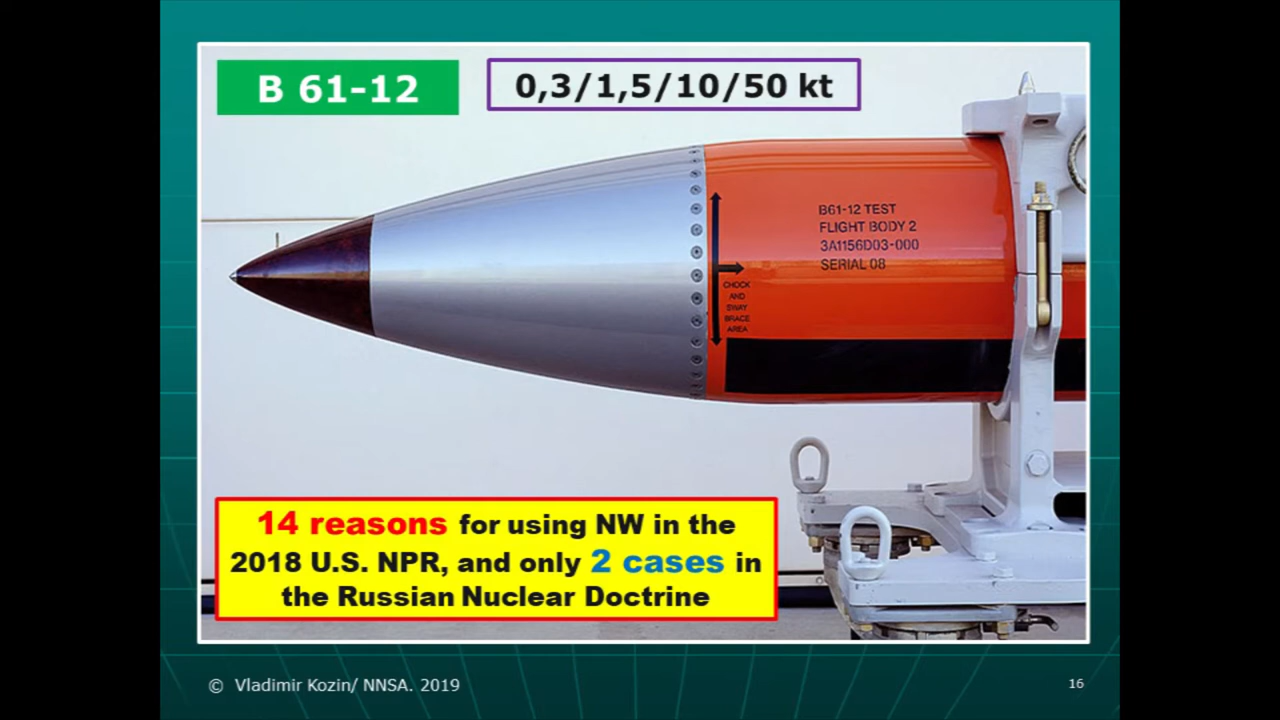 B 61-12
0,3/1,5/10/50 kt
B61-12 TEST
FLIGHT BODY 2
3A1156D03-000
SERIAL 08
CHOCK
AND
SWAY
BRACE
AREA
14 reasons for using NW in the
2018 U.S. NPR, and only 2 cases in
the Russian Nuclear Doctrine
© Vladimir Kozin/ NNSA. 2019
16